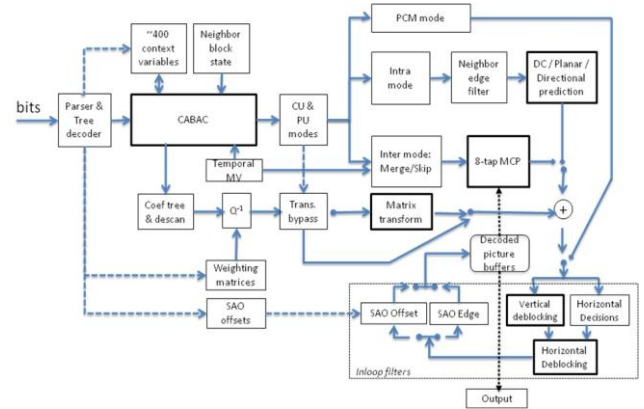 PCM mode
~400
context
variables
Neighbor
block
state
bits
Parser &
Tree
decoder
CABAC
CU &
PU
modes
Intra
mode
Neighbor
edge
filter
DC / Planar /
Directional
prediction
Temporal
MV
Inter mode:
Merge/Skip
8-tap MCP
Coef tree
& descan
Q-1
Trans.
bypass
Matrix
transform
+
Decoded
picture
buffers
Weighting
matrices
SAO
offsets
SAO Offset
SAO Edge
Vertical
deblocking
Horizontal
Decisions
Horizontal
Deblocking
Inloop filters
Output